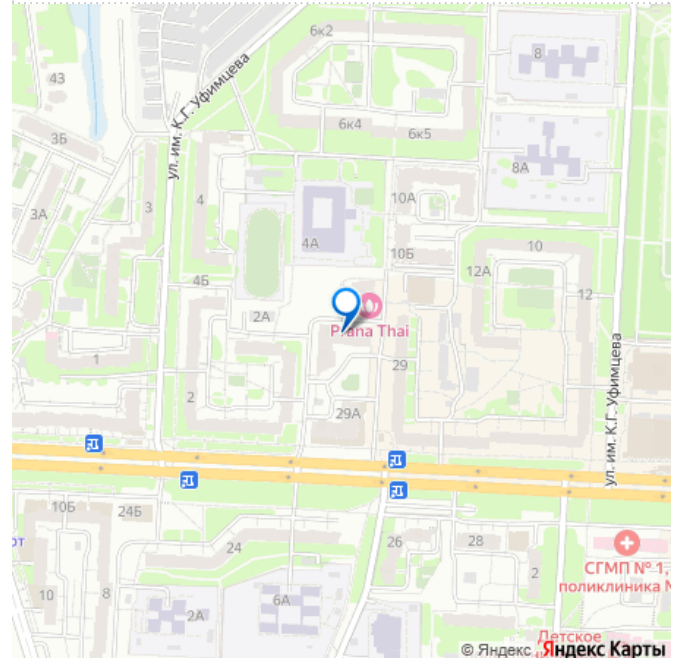 6к2
8
43
ул. им. К.Г. Уфимцева
6к4
6к5
3Б
8А
4
10А
3А
3
4А
10Б
10
12А
4Б
12
2А
Prana Thai
1
29
ул. им. К.Г. Уфимцева
2
29А
10Б
24Б
24
26
28
СГМП № 1,
поликлиника №
2
10
8
6А
2А
Детское
© Яндекс Яндекс Карты